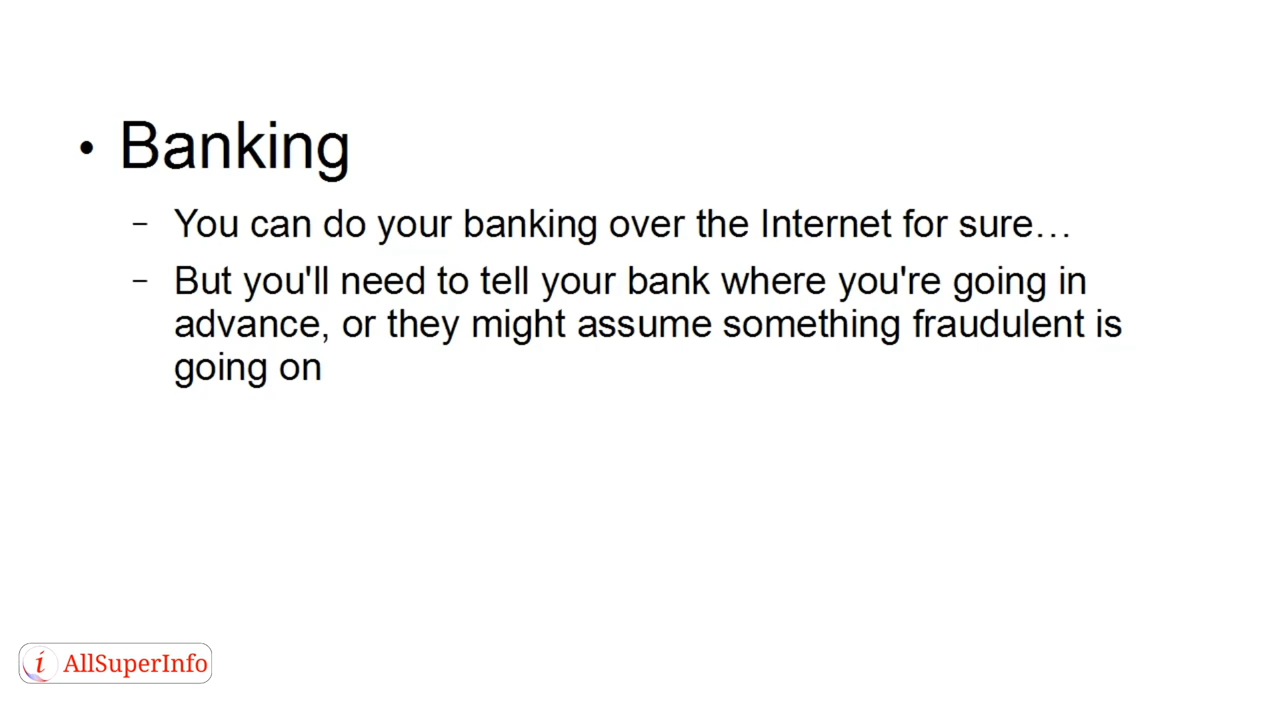 • Banking
– You can do your banking over the Internet for sure…
– But you'll need to tell your bank where you're going in
advance, or they might assume something fraudulent is
going on
i AllSuperInfo